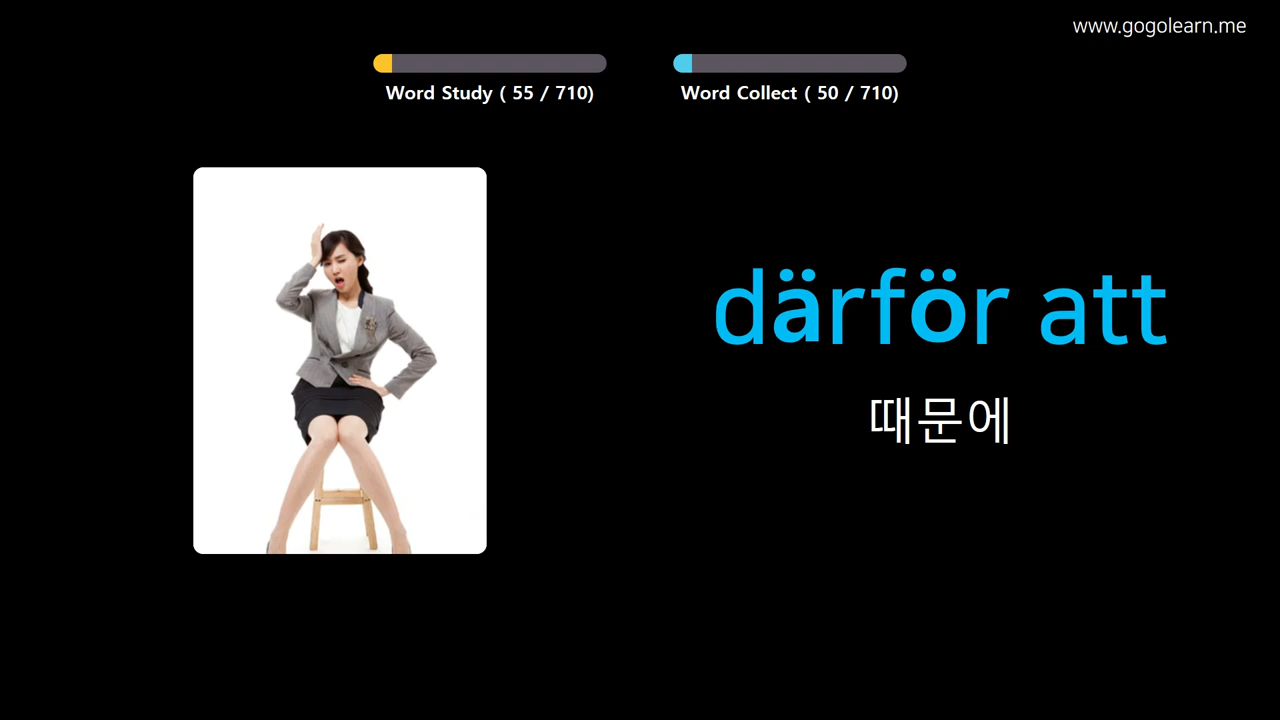 www.gogolearn.me
Word Study ( 55 / 710)
Word Collect ( 50 / 710)
därför att
때문에